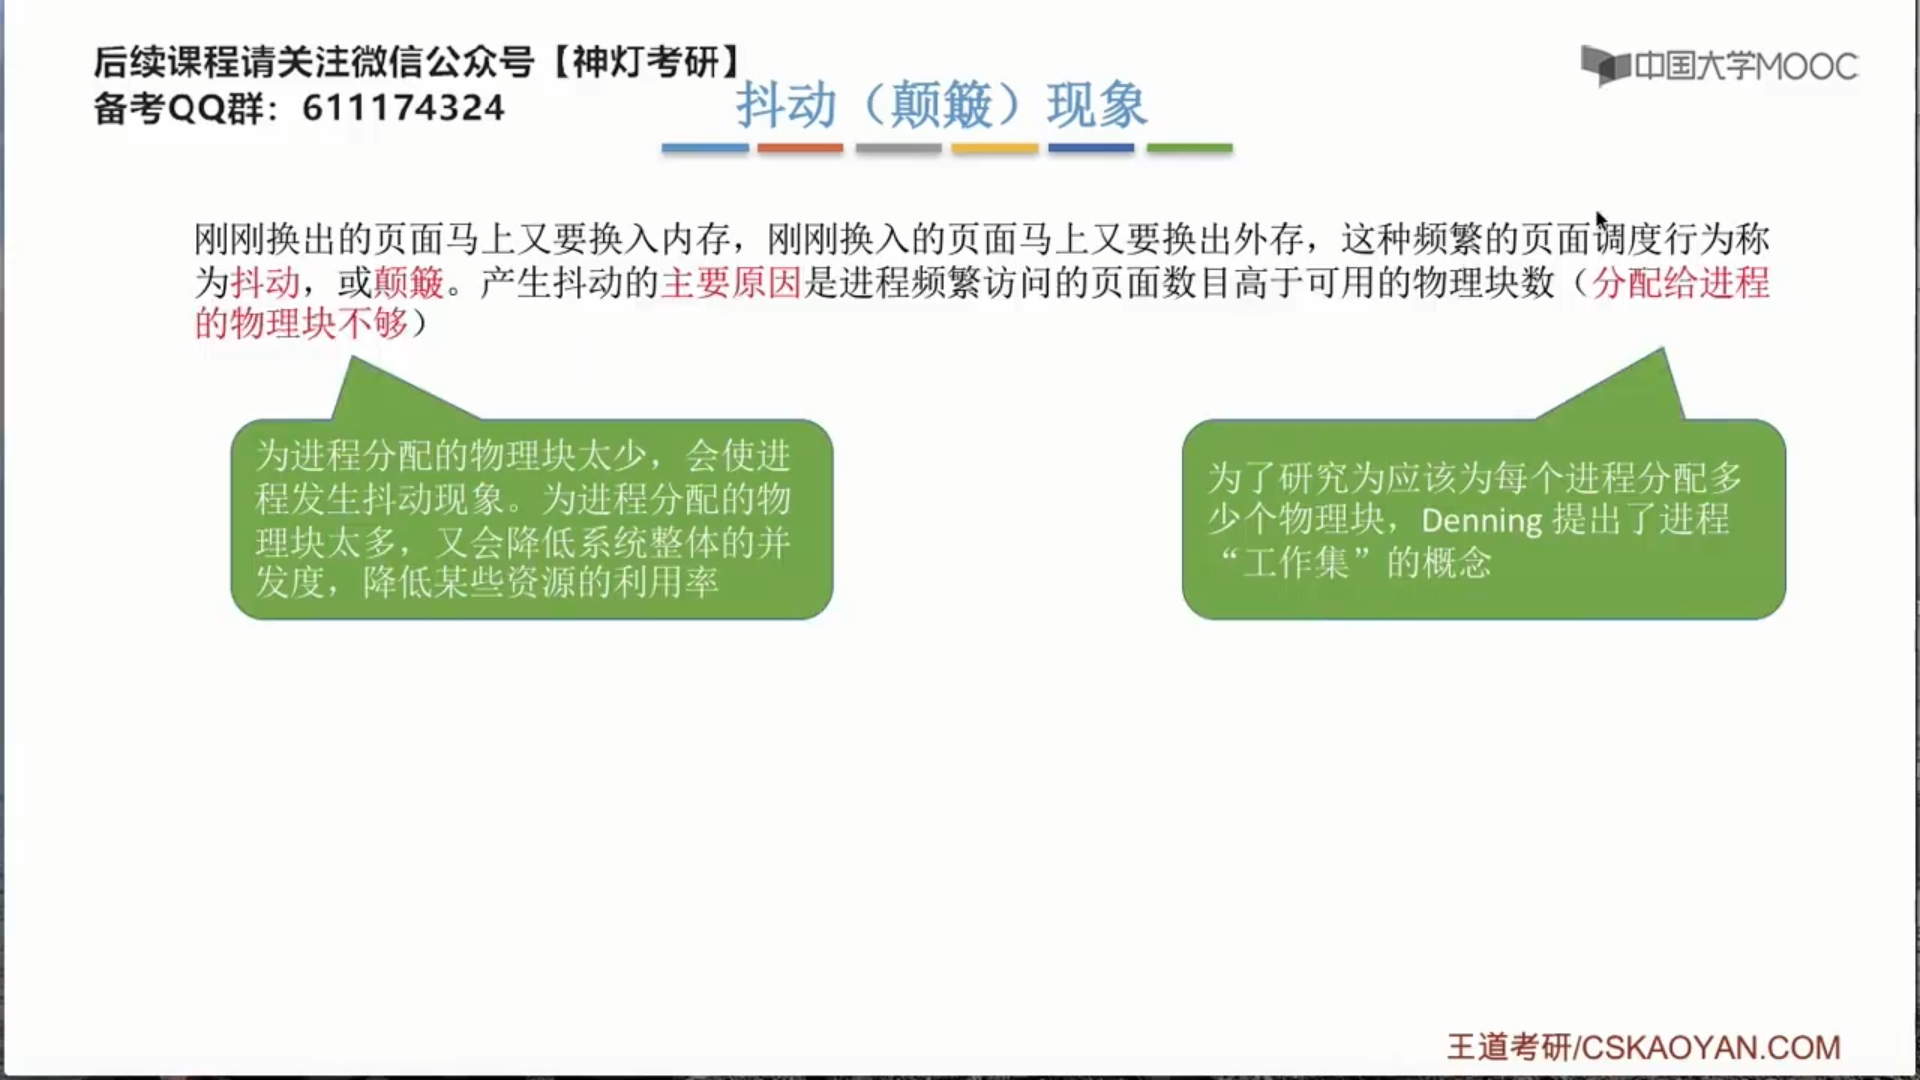 后续课程请关注微信公众号【神灯考研】
备考QQ群：611174324
中国大学MOOC
抖动（颠簸）现象
刚刚换出的页面马上又要换入内存，刚刚换入的页面马上又要换出外存，这种频繁的页面调度行为称
为抖动，或颠簸。产生抖动的主要原因是进程频繁访问的页面数目高于可用的物理块数（分配给进程
的物理块不够）
为进程分配的物理块太少，会使进
程发生抖动现象。为进程分配的物
理块太多，又会降低系统整体的并
发度，降低某些资源的利用率
为了研究为应该为每个进程分配多
少个物理块，Denning 提出了进程
“工作集”的概念
王道考研/CSKAOYAN.COM